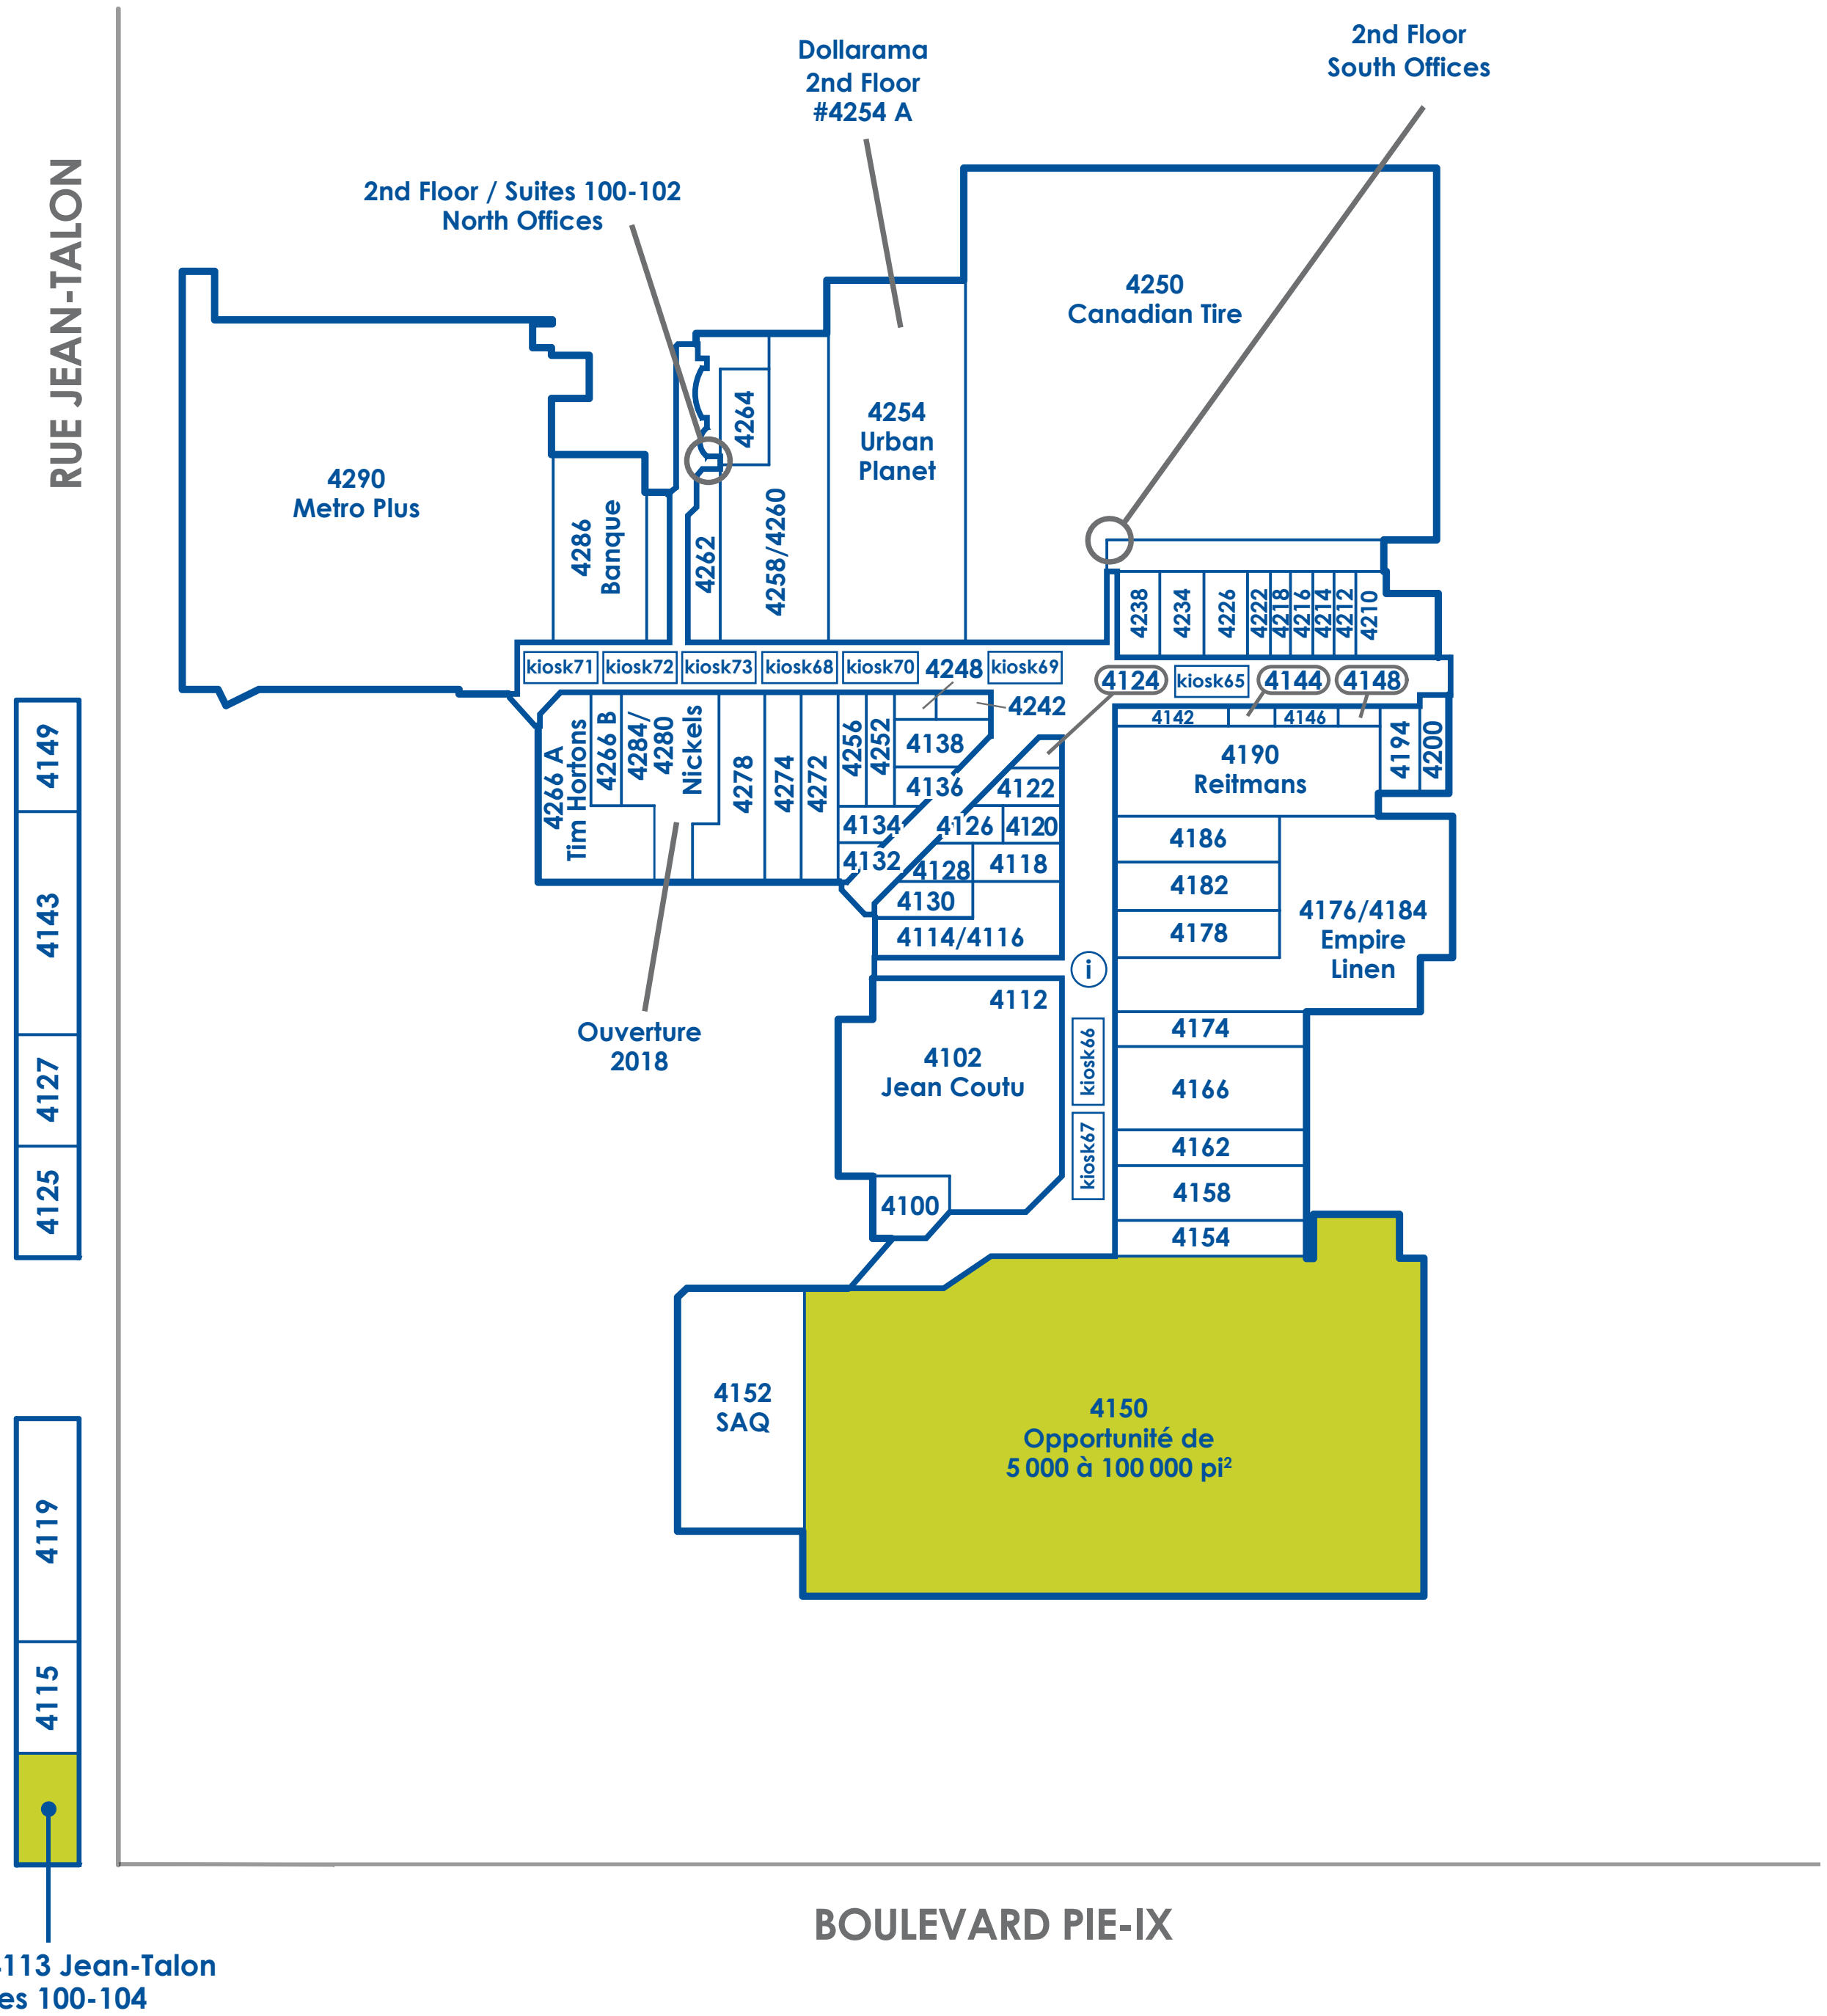 2nd Floor
South Offices
Dollarama
2nd Floor
#4254 A
RUE JEAN-TALON
2nd Floor / Suites 100-102
North Offices
4250
Canadian Tire
4264
4254
Urban
Planet
4290
Metro Plus
4286
Banque
4262
4258/4260
4238
4234
4226
4222
4218
4216
4214
4212
4210
kiosk71
kiosk72
kiosk73
kiosk68
kiosk70
4248
kiosk69
4124
kiosk65
4144
4148
4242
4142
4146
4149
4266 A
Tim Hortons
4266 B
4284/
4280
Nickels
4278
4274
4272
4256
4252
4138
4136
4134
4132
4122
4126
4120
4128
4118
4130
4114/4116
4190
Reitmans
4194
4200
4186
4182
4178
4176/4184
Empire
Linen
4143
i
4112
Ouverture
2018
4102
Jean Coutu
kiosk66
kiosk67
4174
4166
4162
4158
4154
4127
4125
4100
4152
SAQ
4150
Opportunité de
5 000 à 100 000 pi²
4119
4115
BOULEVARD PIE-IX
113 Jean-Talon
es 100-104